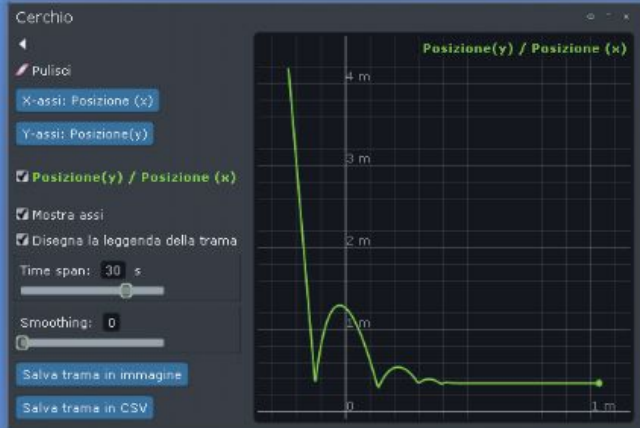 Cerchio
Pulisci
X-assi: Posizione (x)
Y-assi: Posizione(y)
Posizione(y) / Posizione (x)
Mostra assi
Disegna la leggenda della trama
Time span: 30 s
Smoothing: 0
Salva trama in immagine
Salva trama in CSV
Posizione(y) / Posizione (x)
4 m
3 m
2 m
1 m
0
1 m